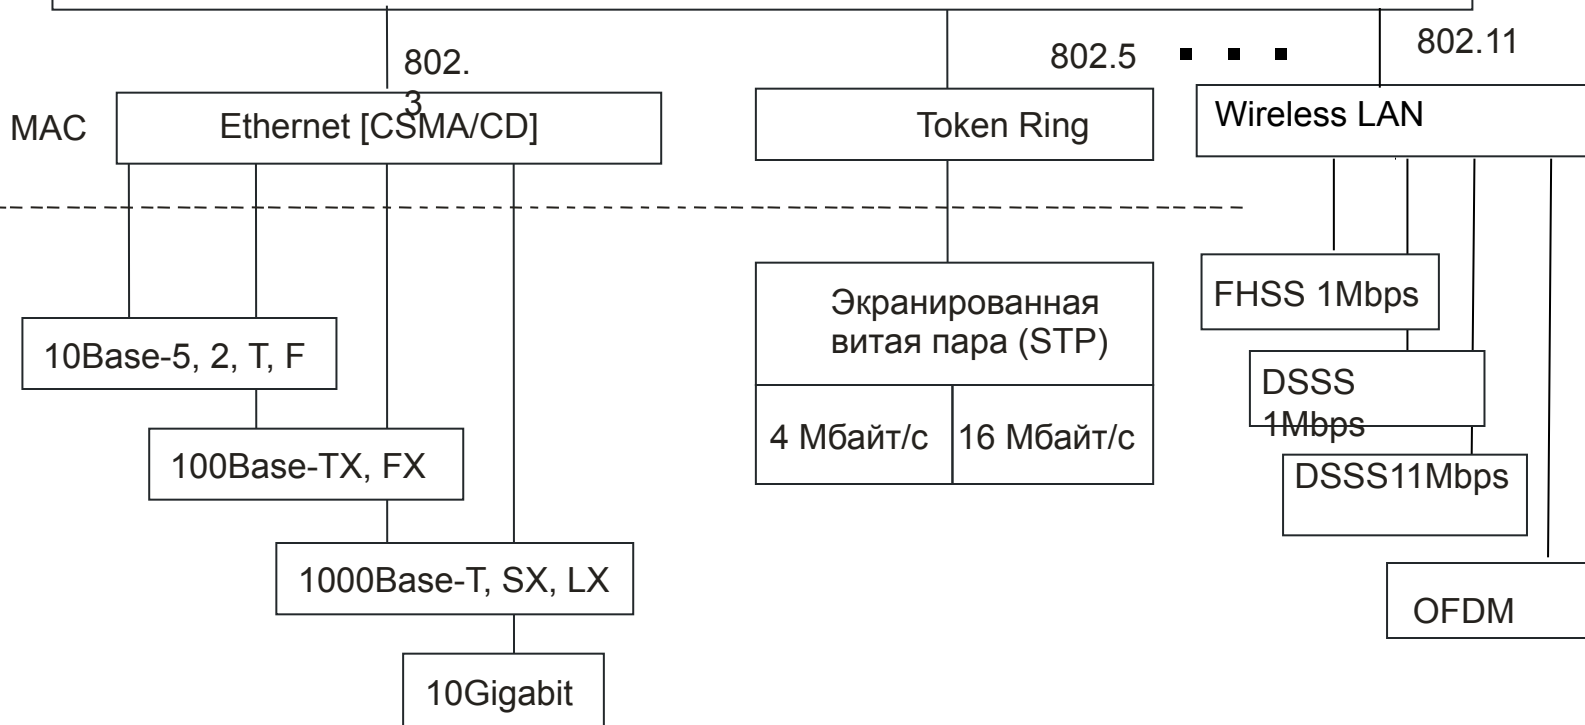 802.
3
802.5
802.11
MAC
Ethernet [CSMA/CD]
Token Ring
Wireless LAN
Экранированная
витая пара (STP)
4 Мбайт/с
16 Мбайт/с
10Base-5, 2, T, F
100Base-TX, FX
1000Base-T, SX, LX
10Gigabit
FHSS 1Mbps
DSSS
1Mbps
DSSS11Mbps
OFDM